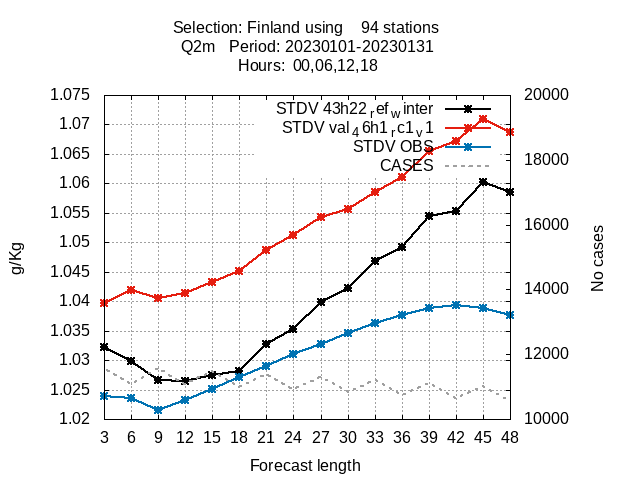 Selection: Finland using 94 stations
Q2m Period: 20230101-20230131
Hours: 00,06,12,18
STDV 43h22refwinter
STDV val46h1rc1v1
STDV OBS
CASES
1.075
1.07
1.065
1.06
1.055
1.05
1.045
1.04
1.035
1.03
1.025
1.02
g/Kg
20000
18000
16000
14000
12000
10000
No cases
3 6 9 12 15 18 21 24 27 30 33 36 39 42 45 48
Forecast length